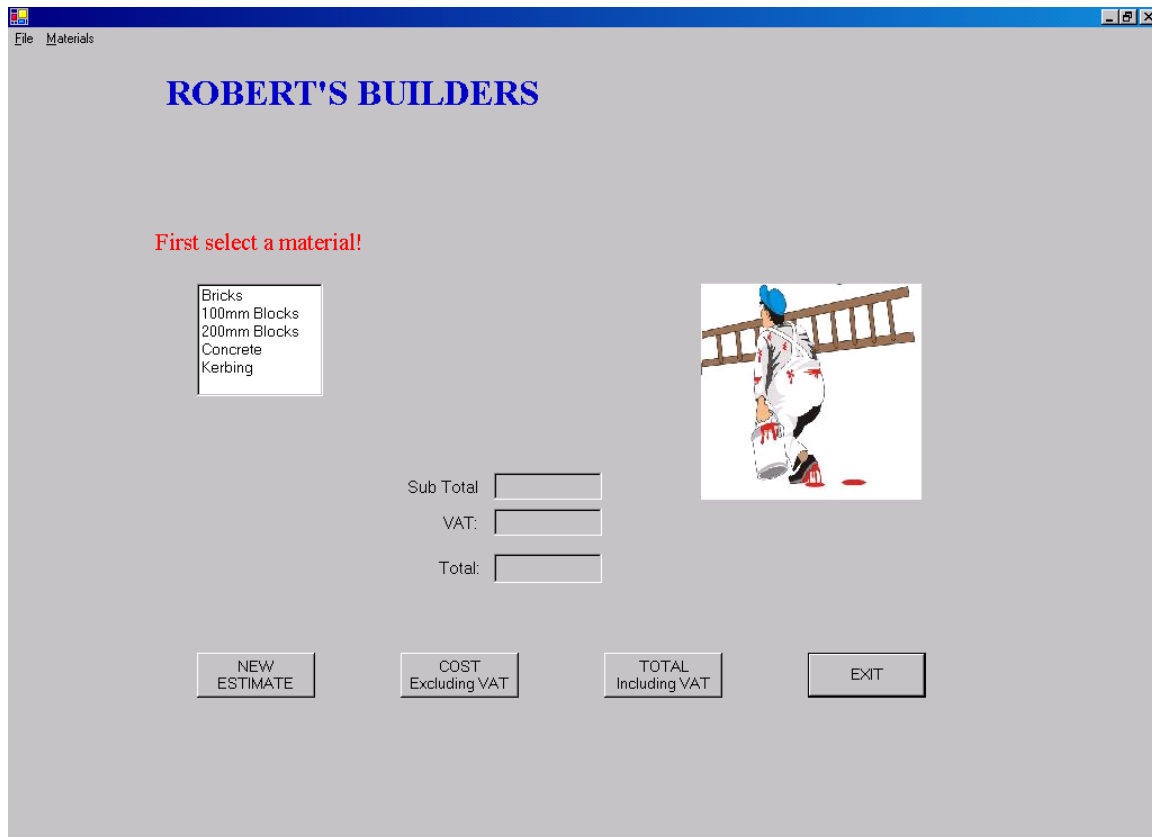 File Materials
ROBERT'S BUILDERS
First select a material!
Bricks
100mm Blocks
200mm Blocks
Concrete
Kerbing
Sub Total
VAT:
Total:
NEW
ESTIMATE
COST
Excluding VAT
TOTAL
Including VAT
EXIT